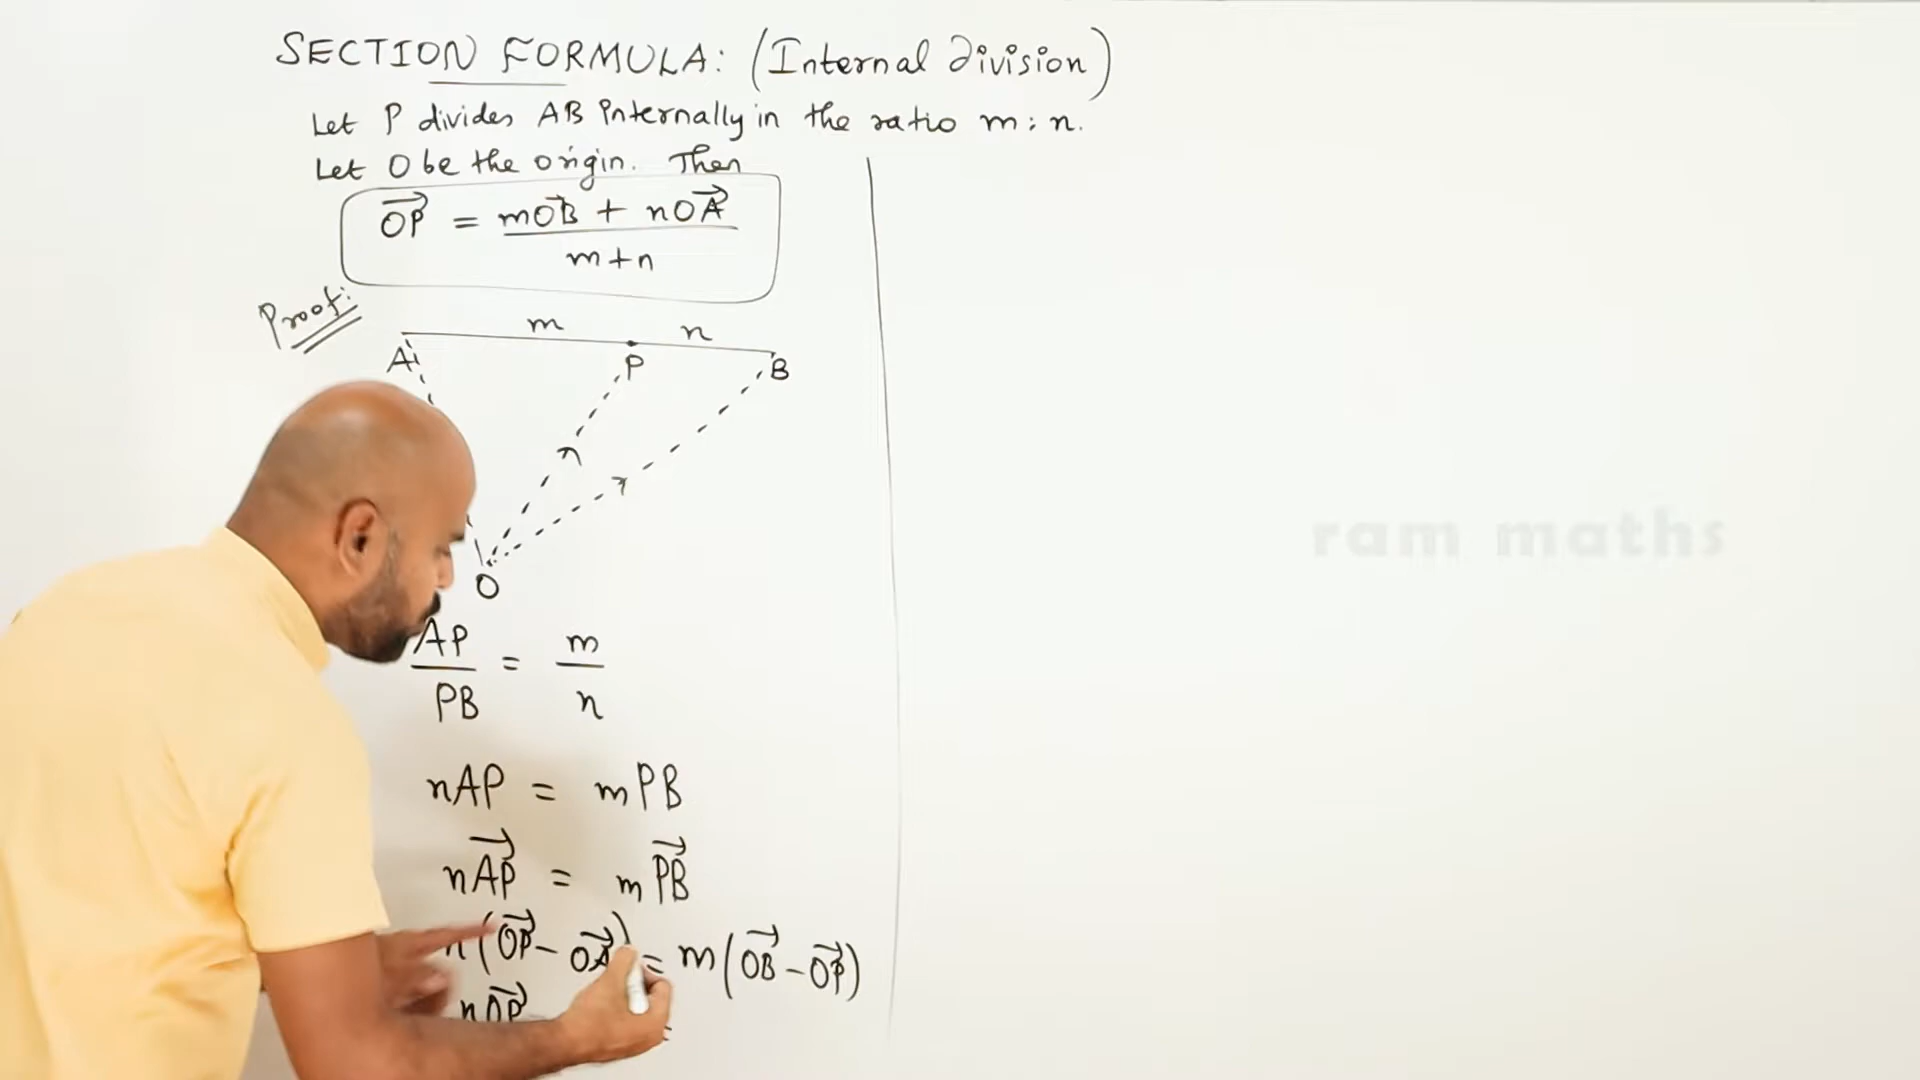 SECTION FORMULA: (Internal Division)
Let P divides AB internally in the ratio m : n.
Let O be the origin. Then
OP⃗ = mOB⃗ + nOA⃗
m+n
Proof:
m n
A P B
O
AP = m
PB n
nAP = mPB
nAP⃗ = mPB⃗
n(OP⃗ - OA⃗) = m(OB⃗ - OP⃗)
nOP⃗
ram maths